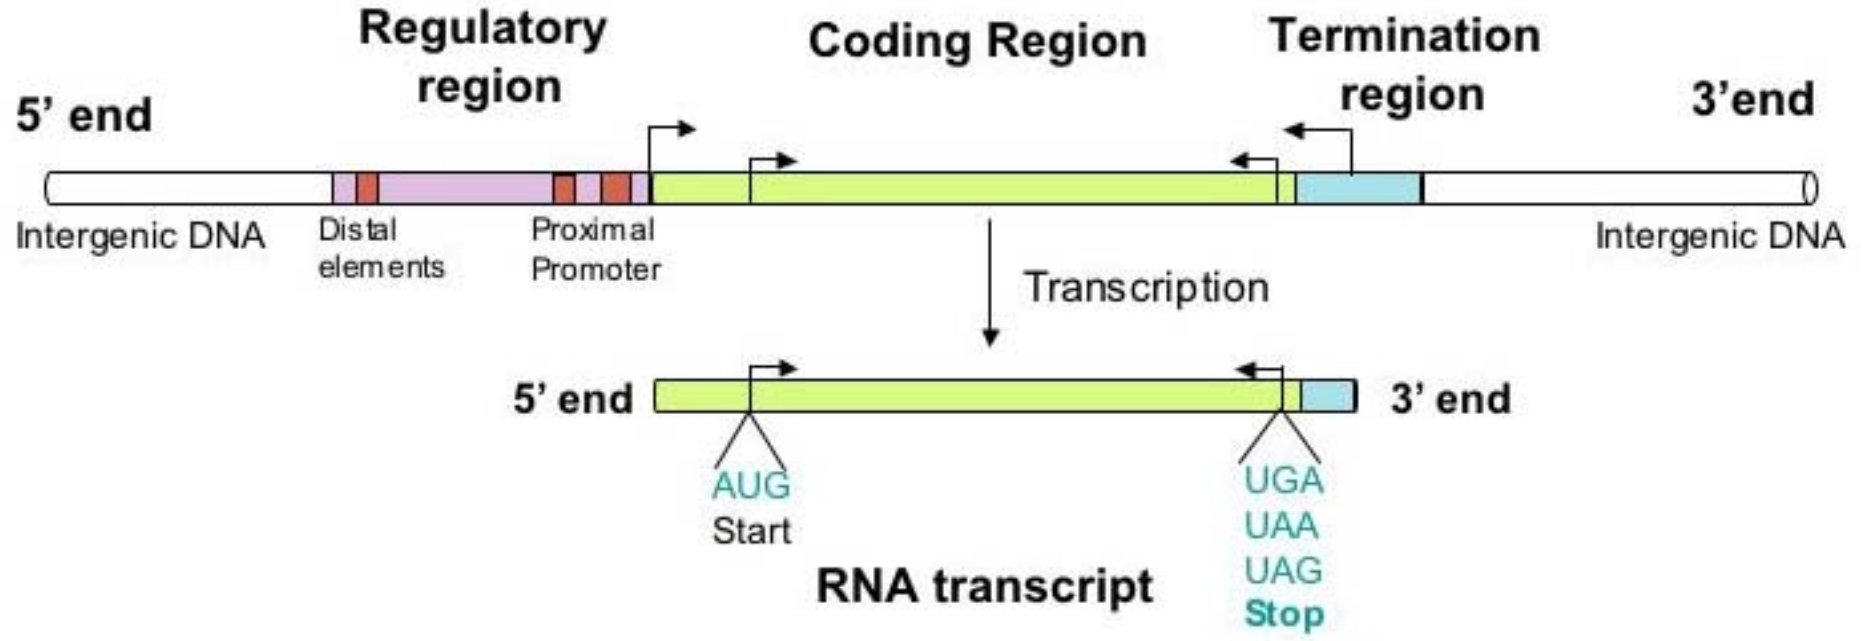 Regulatory
region
Coding Region
Termination
region
5’ end
3’end
Intergenic DNA
Distal
elements
Proximal
Promoter
Intergenic DNA
Transcription
5’ end
3’ end
AUG
Start
UGA
UAA
UAG
Stop
RNA transcript